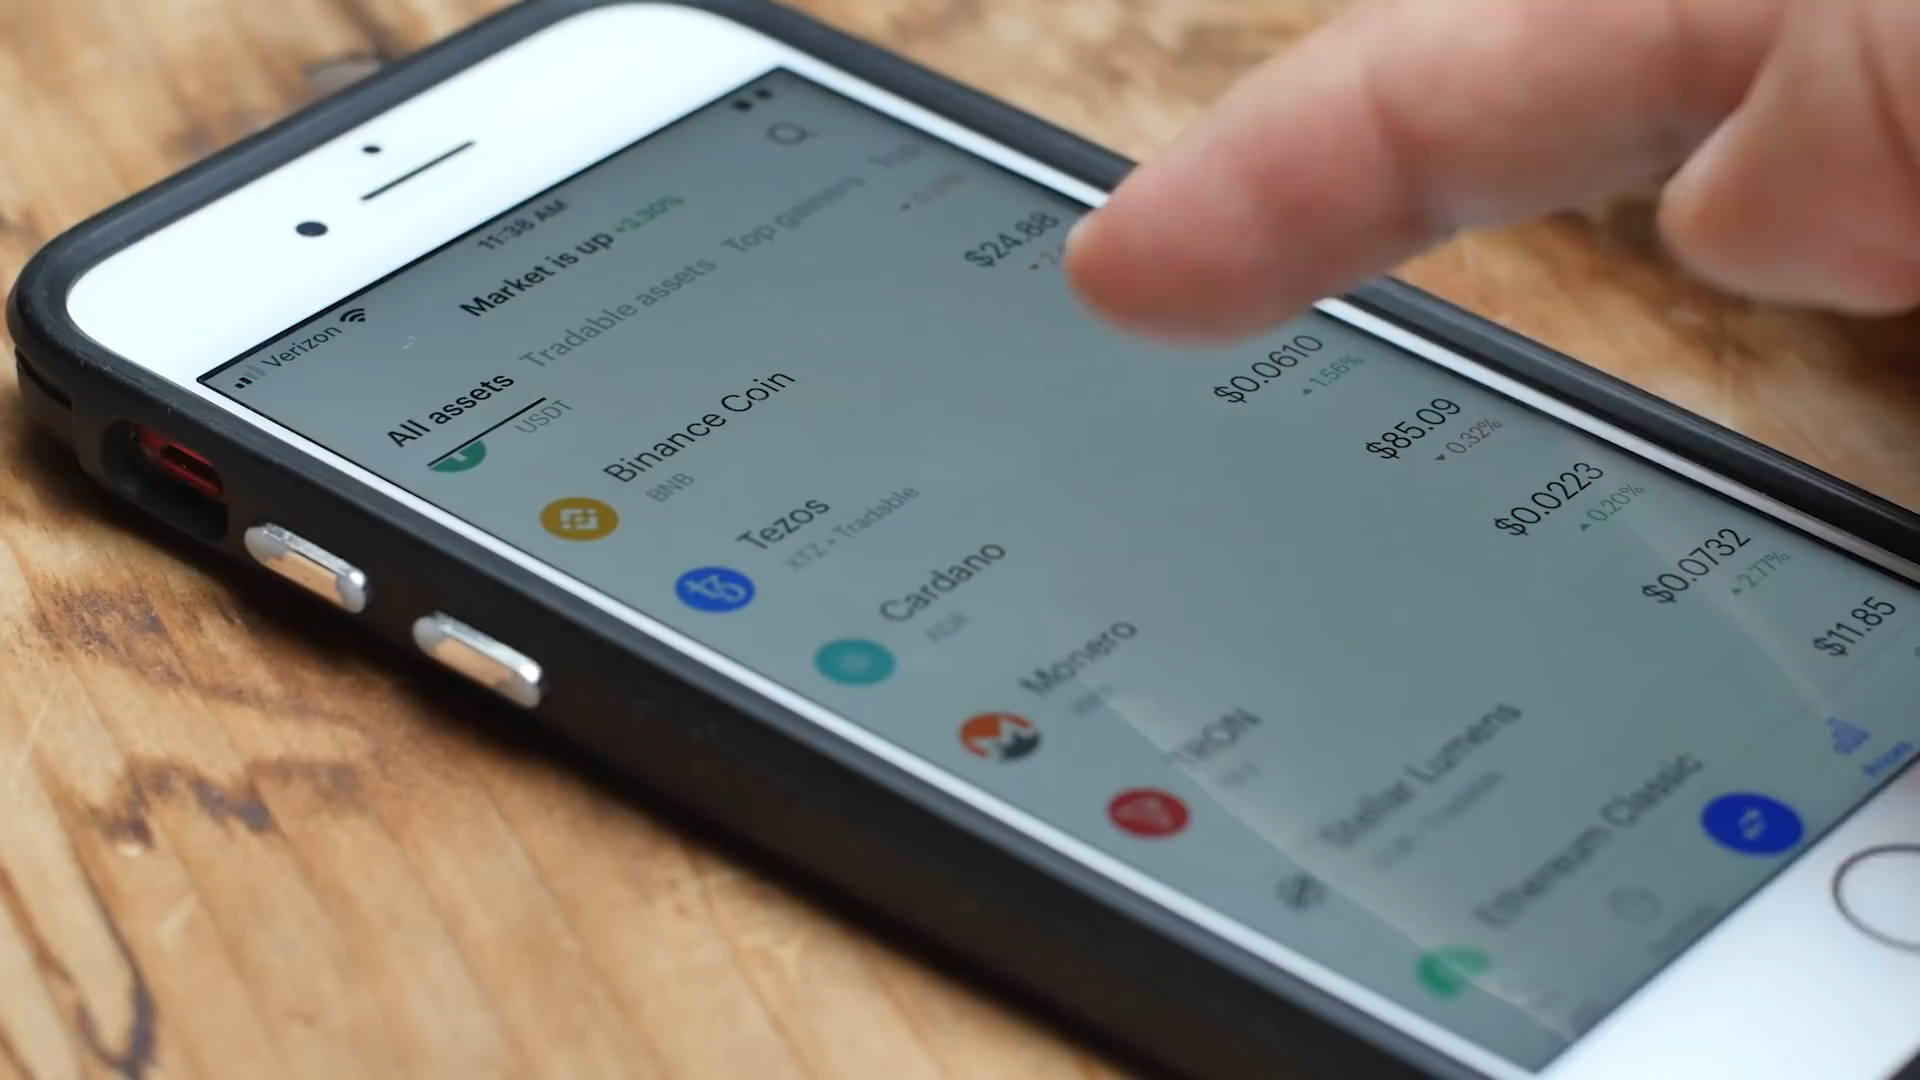 Verizon
11:38 AM
Market is up +3.30%
All assets Tradable assets Top gainers
USDT
Binance Coin $24.88
BNB
Tezos
XTZ • Tradable
Cardano $0.0610
ADA 1.56%
Monero $85.09
0.32%
TRON $0.0223
0.20%
Stellar Lumens $0.0732
2.77%
Ethereum Classic $11.85
Prices